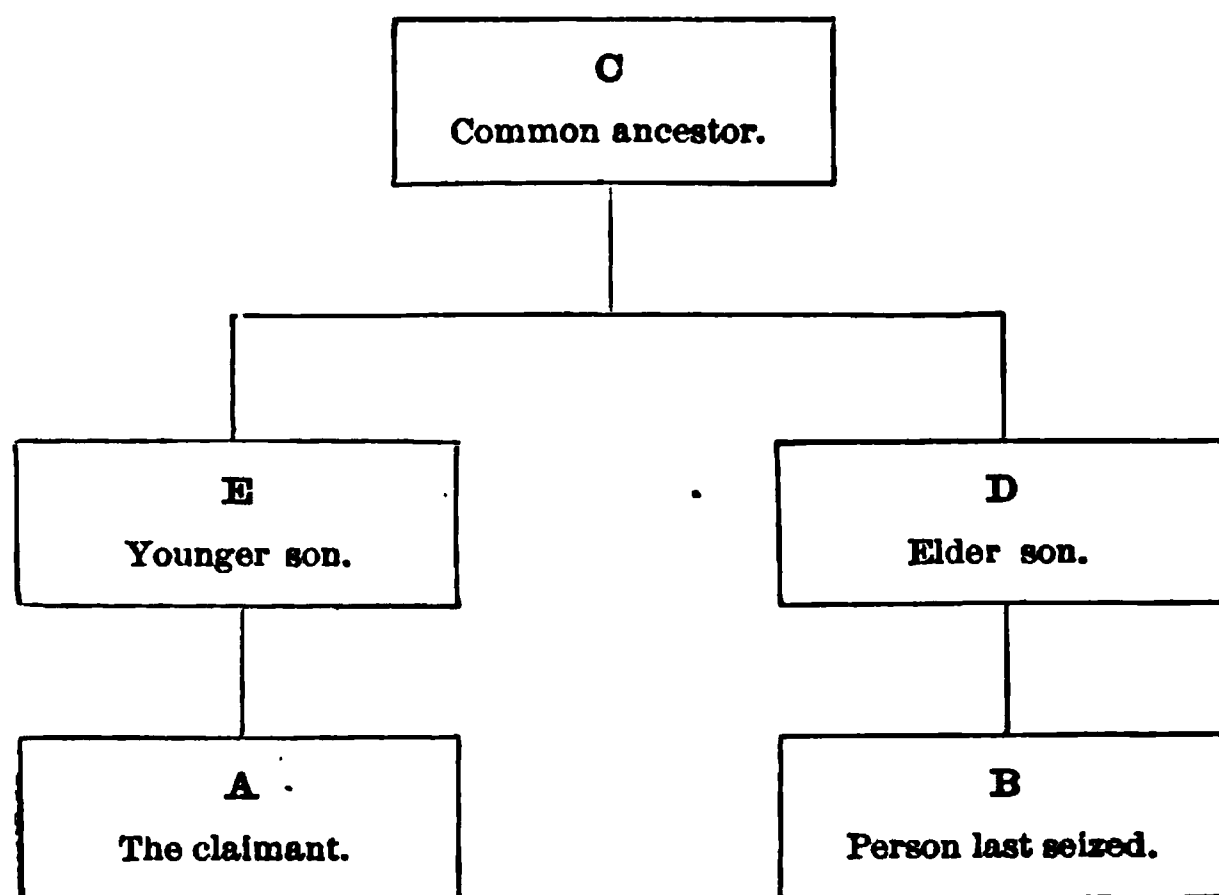 C
Common ancestor.
E
Younger son.
D
Elder son.
A
The claimant.
B
Person last seized.